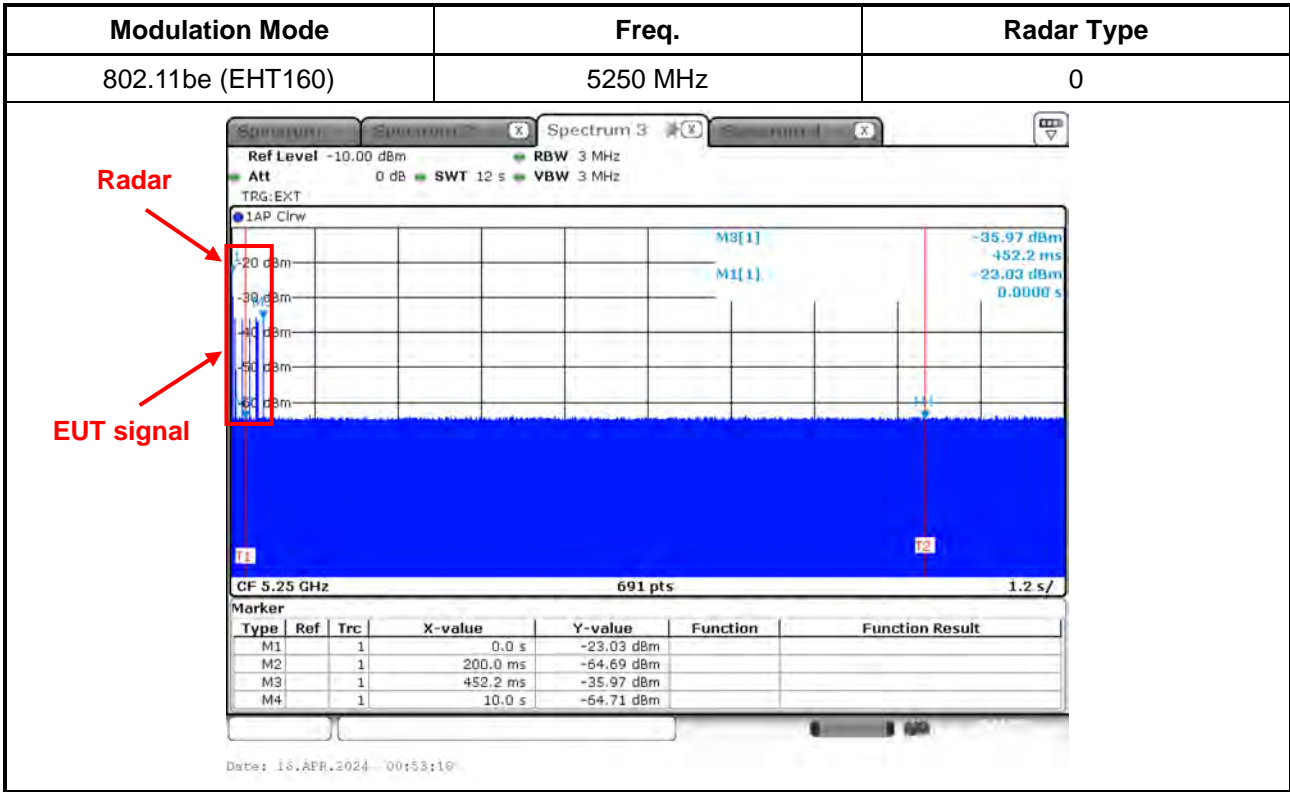 Modulation Mode Freq. Radar Type
802.11be (EHT160) 5250 MHz 0
Spectrum 3
Ref Level -10.00 dBm RBW 3 MHz
Att 0 dB SWT 12 s VBW 3 MHz
TRG:EXT
1AP Clrw
Radar
EUT signal
M3[1] -35.97 dBm
452.2 ms
M1[1] -23.03 dBm
0.0000 s
-20 dBm
-30 dBm
-40 dBm
-50 dBm
-60 dBm
T1
T2
CF 5.25 GHz 691 pts 1.2 s/
Marker
Type Ref Trc X-value Y-value Function Function Result
M1 1 0.0 s -23.03 dBm
M2 1 200.0 ms -64.69 dBm
M3 1 452.2 ms -35.97 dBm
M4 1 10.0 s -64.71 dBm
Date: .APR.2024 00:53: